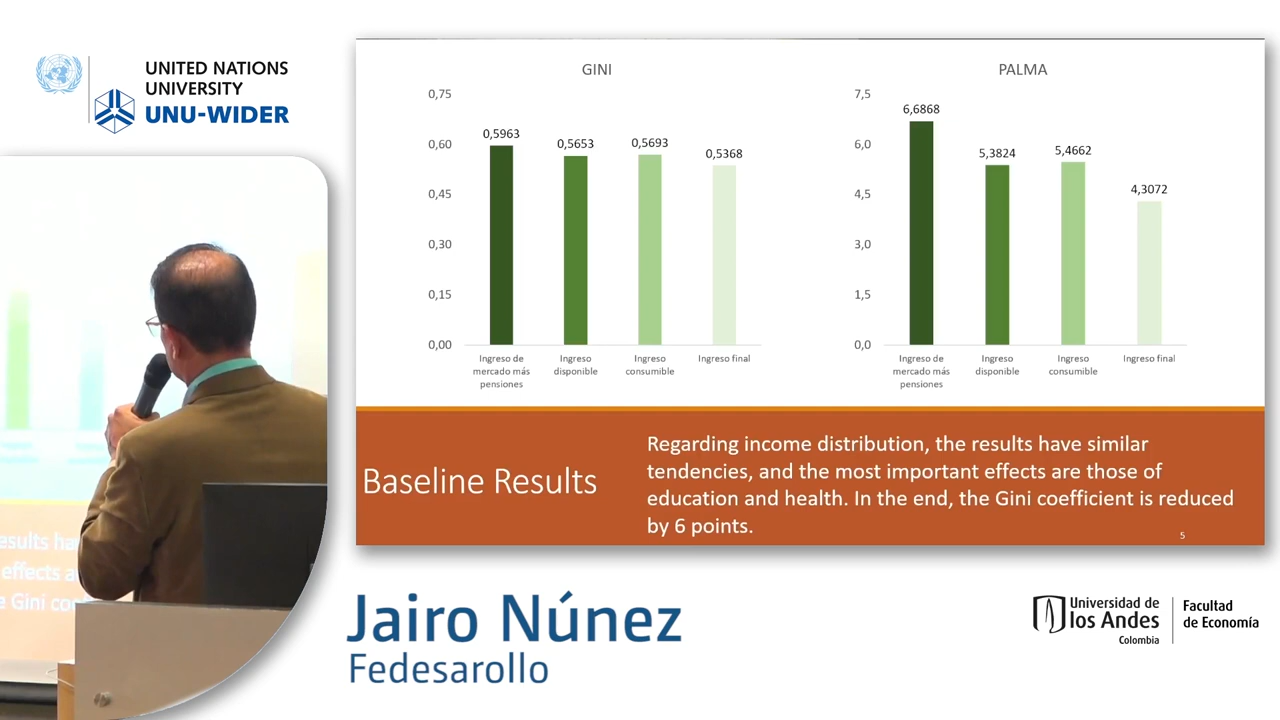 UNITED NATIONS
UNIVERSITY
UNU-WIDER
GINI
0,75
0,60
0,45
0,30
0,15
0,00
0,5963
0,5653
0,5693
0,5368
Ingreso de
mercado más
pensiones
Ingreso
disponible
Ingreso
consumible
Ingreso final
PALMA
7,5
6,0
4,5
3,0
1,5
0,0
6,6868
5,3824
5,4662
4,3072
Ingreso de
mercado más
pensiones
Ingreso
disponible
Ingreso
consumible
Ingreso final
Baseline Results
Regarding income distribution, the results have similar
tendencies, and the most important effects are those of
education and health. In the end, the Gini coefficient is reduced
by 6 points.
5
esults ha
effects a
e Gini coe
Jairo Núnez
Fedesarollo
Universidad de
los Andes
Colombia
Facultad
de Economía